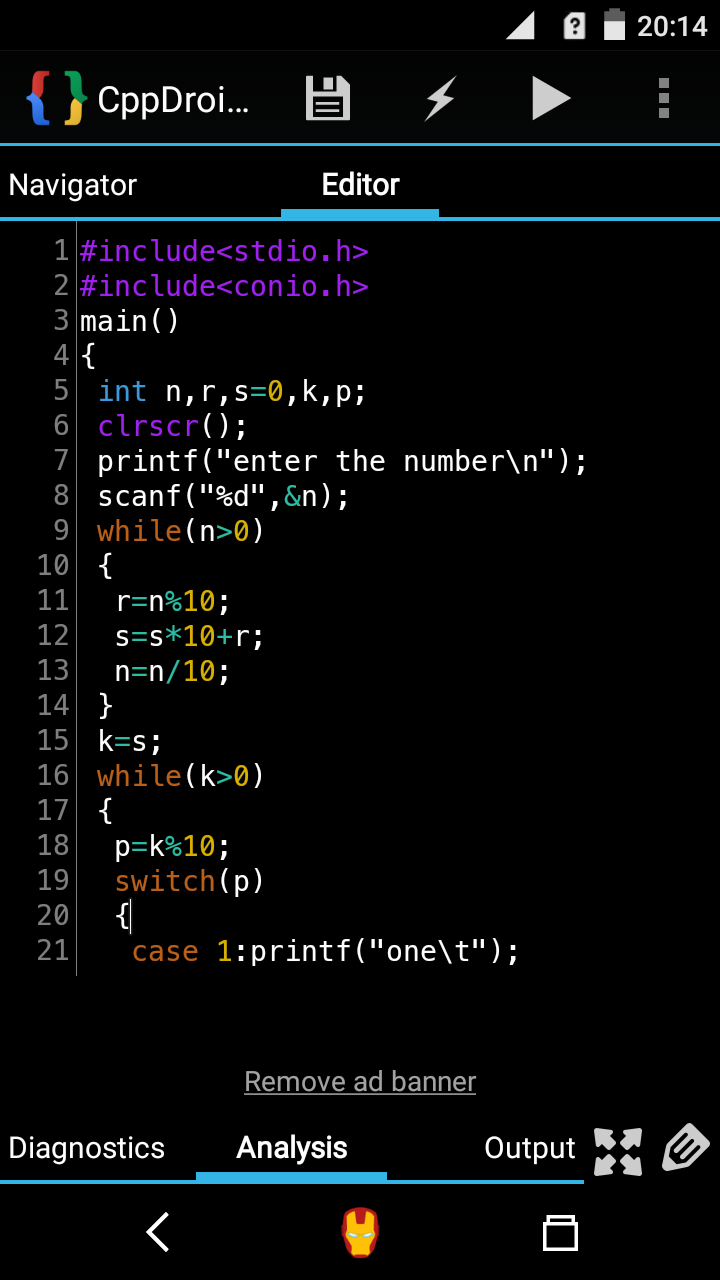 20:14
CppDroi...
Navigator Editor
1 #include<stdio.h>
2 #include<conio.h>
3 main()
4 {
5 int n,r,s=0,k,p;
6 clrscr();
7 printf("enter the number\n");
8 scanf("%d",&n);
9 while(n>0)
10 {
11 r=n%10;
12 s=s*10+r;
13 n=n/10;
14 }
15 k=s;
16 while(k>0)
17 {
18 p=k%10;
19 switch(p)
20 {
21 case 1:printf("one\t");
Remove ad banner
Diagnostics Analysis Output